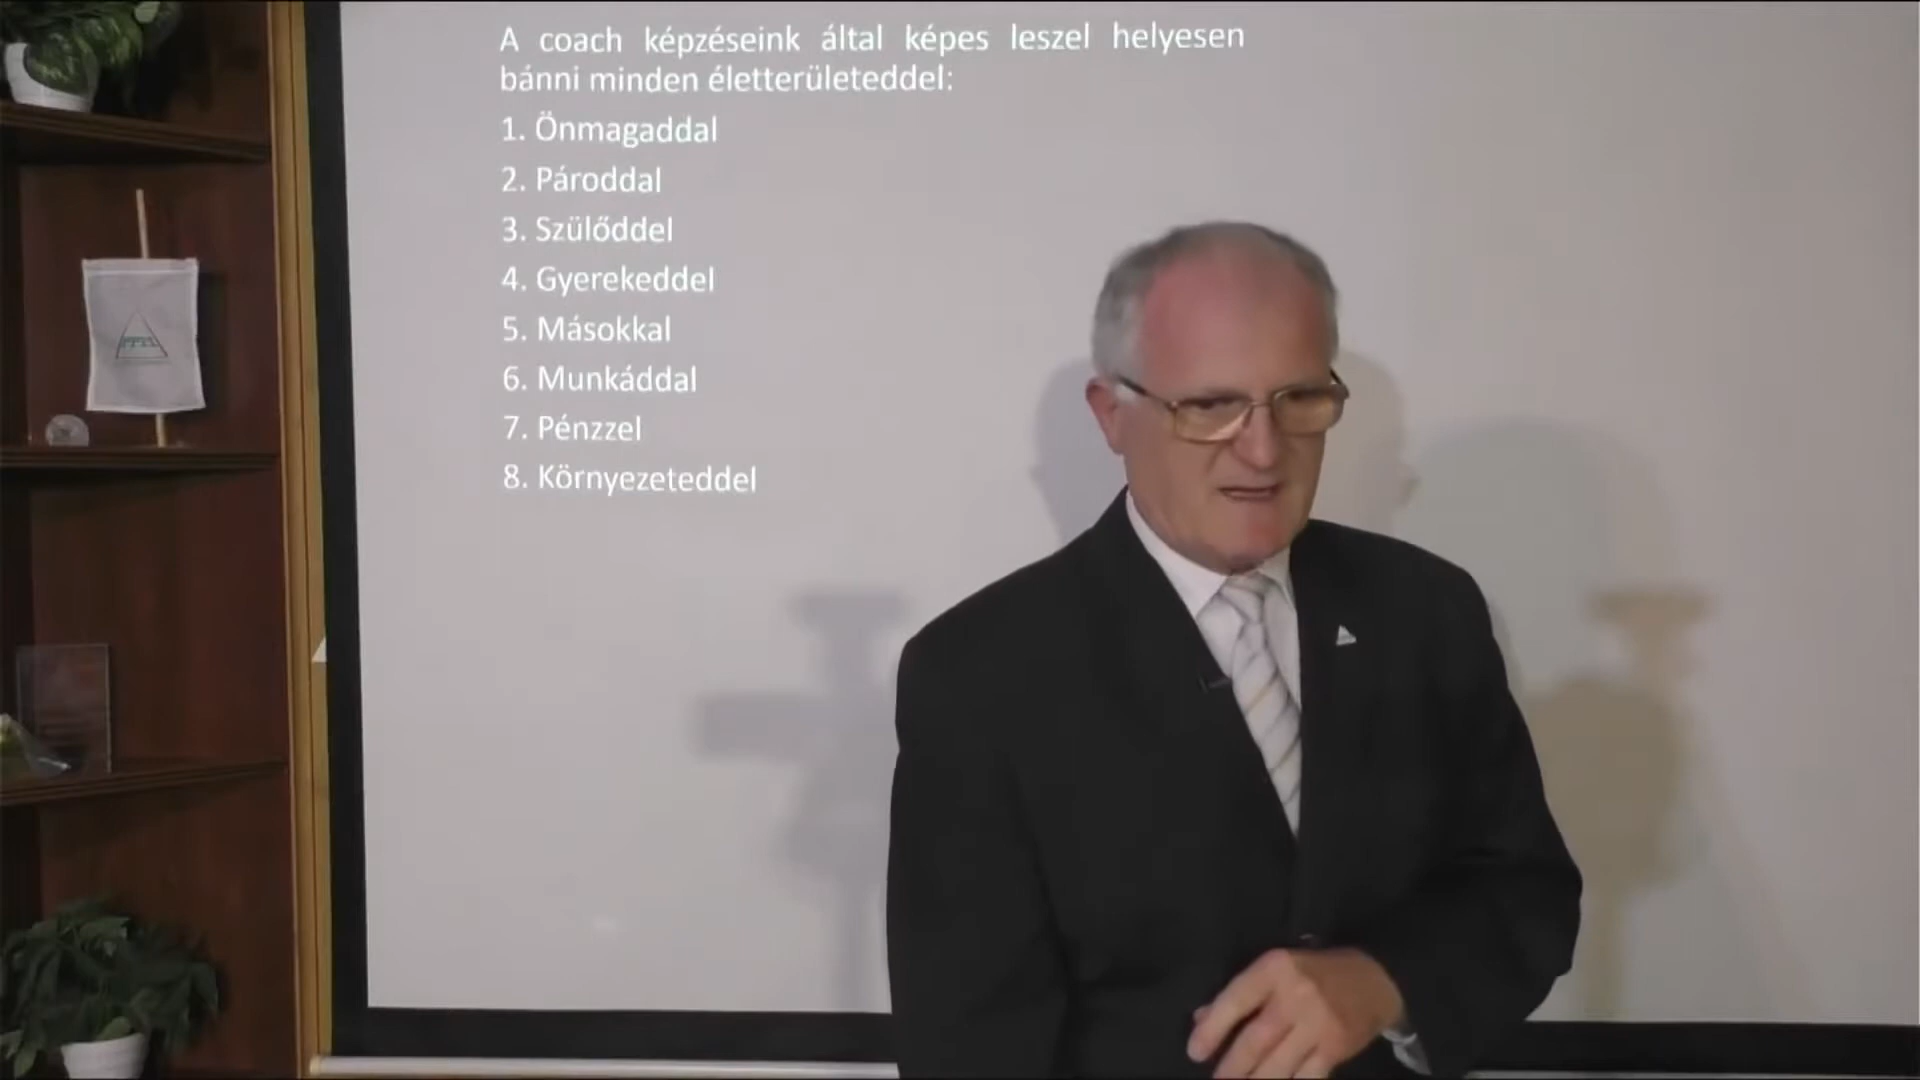 A coach képzéseink által képes leszel helyesen
bánni minden életterületeddel:
1. Önmagaddal
2. Pároddal
3. Szülőddel
4. Gyerekeddel
5. Másokkal
6. Munkáddal
7. Pénzzel
8. Környezeteddel